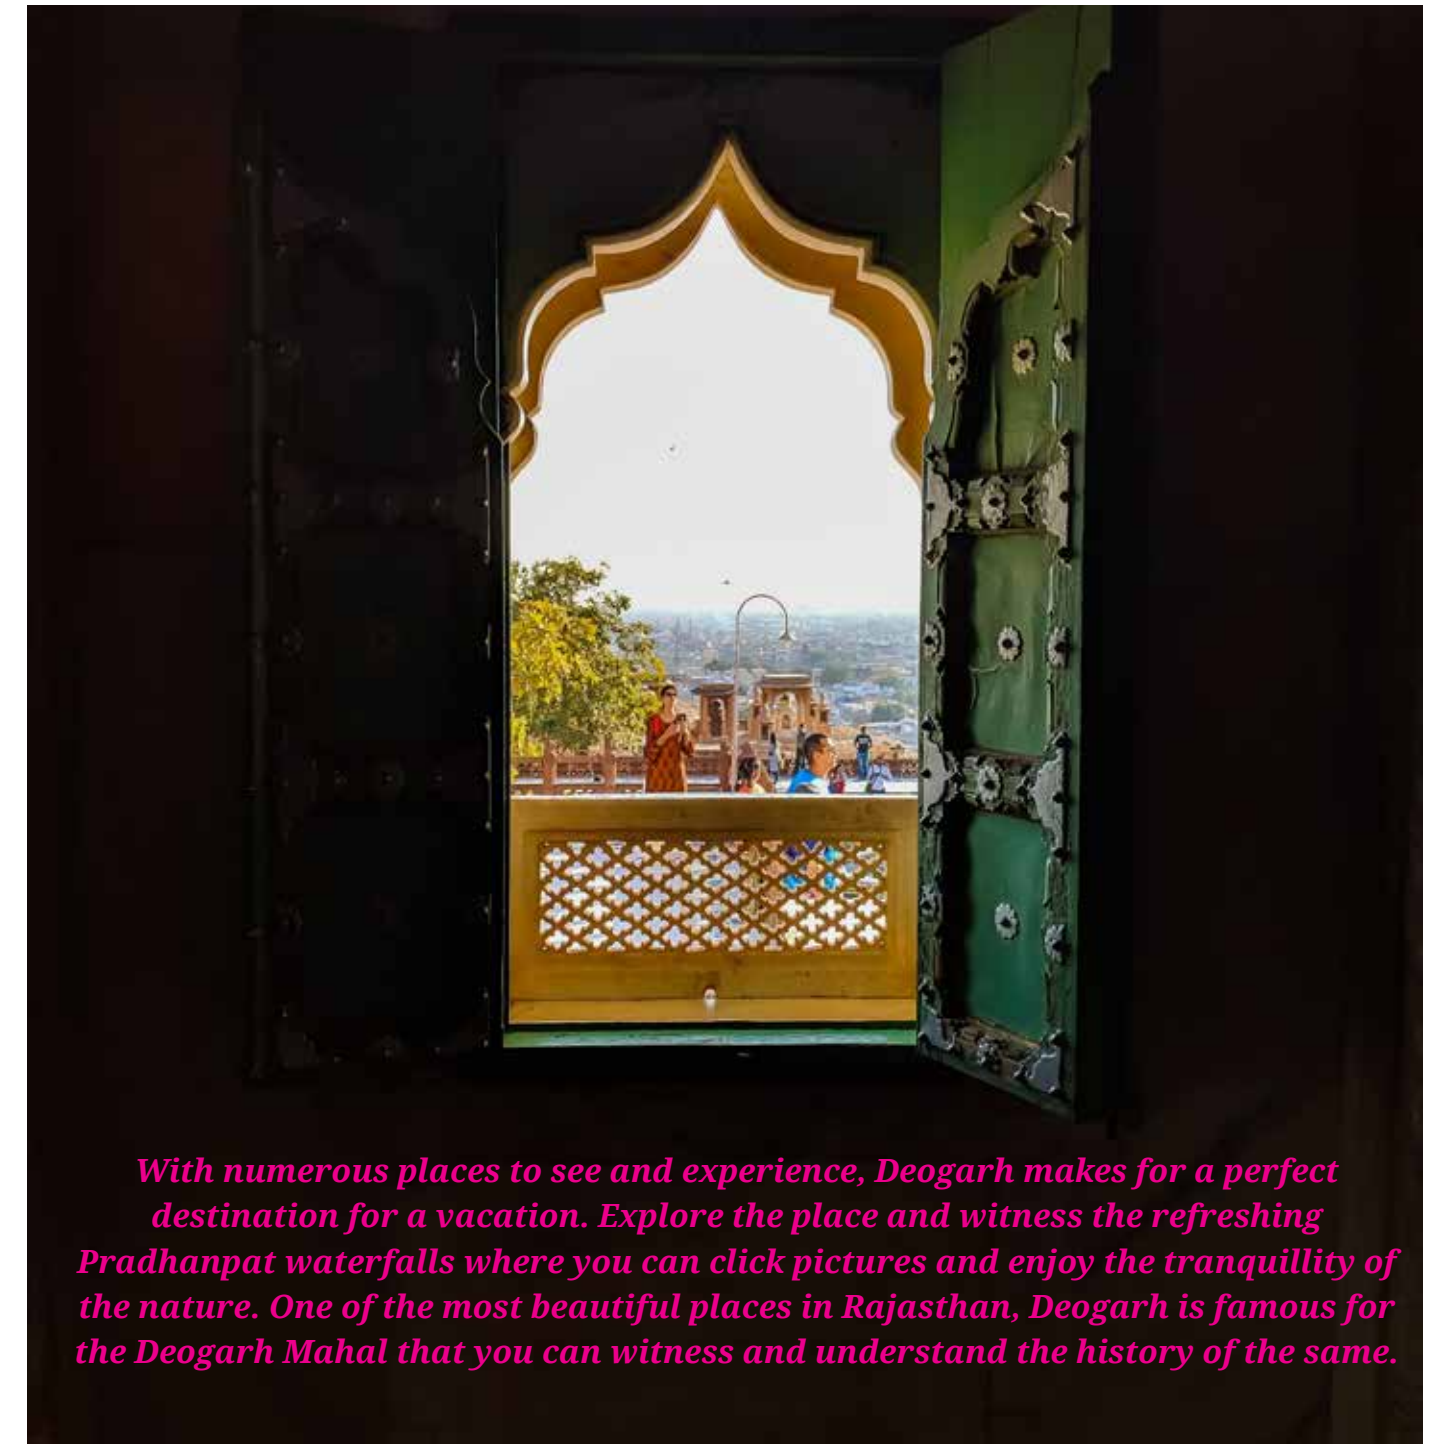 With numerous places to see and experience, Deogarh makes for a perfect
destination for a vacation. Explore the place and witness the refreshing
Pradhanpat waterfalls where you can click pictures and enjoy the tranquillity of
the nature. One of the most beautiful places in Rajasthan, Deogarh is famous for
the Deogarh Mahal that you can witness and understand the history of the same.